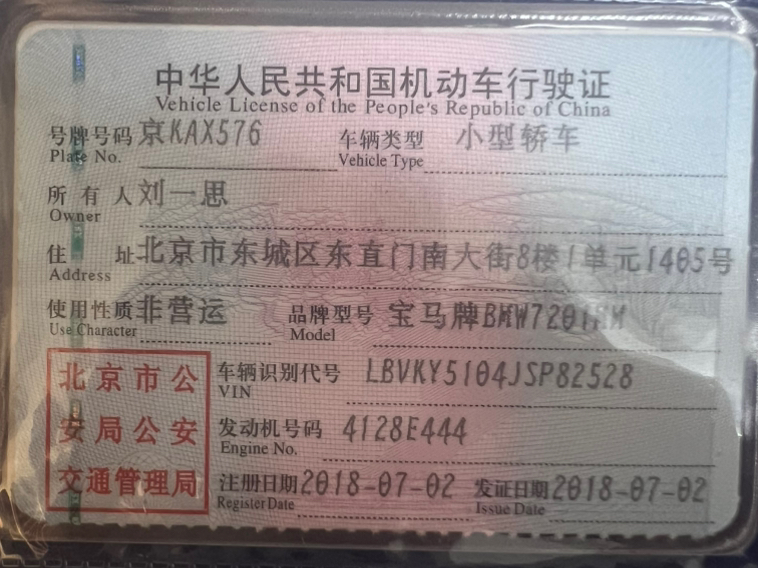 中华人民共和国机动车行驶证
Vehicle License of the People's Republic of China
号牌号码 京KAX576 车辆类型 小型轿车
Plate No. Vehicle Type
所有人 刘一思
Owner
住址 北京市东城区东直门南大街8楼1单元1405号
Address
使用性质 非营运 品牌型号 宝马牌BMW7201
Use Character Model
北京市公 车辆识别代号 LBVKY5104JSP82528
VIN
安局公安 发动机号码 4128E444
Engine No.
交通管理局 注册日期 2018-07-02 发证日期 2018-07-02
Register Date Issue Date